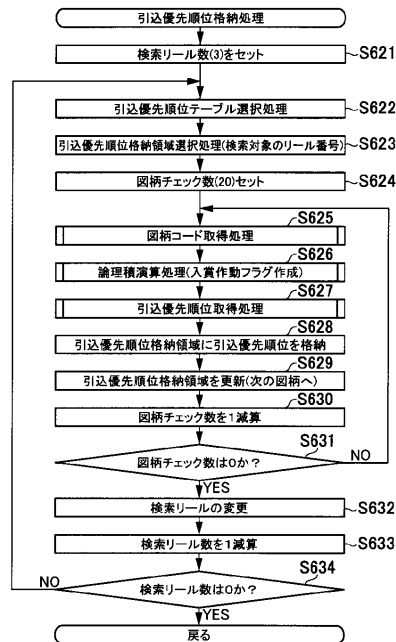 引込優先順位格納処理
検索リール数(3)をセット
S621
引込優先順位テーブル選択処理
S622
引込優先順位格納領域選択処理(検索対象のリール番号)
S623
図柄チェック数(20)セット
S624
S625
図柄コード取得処理
S626
論理積演算処理(入賞作動フラグ作成)
S627
引込優先順位取得処理
S628
引込優先順位格納領域に引込優先順位を格納
S629
引込優先順位格納領域を更新(次の図柄へ)
S630
図柄チェック数を1減算
S631
図柄チェック数は0か?
NO
YES
検索リールの変更
S632
検索リール数を1減算
S633
S634
NO
検索リール数は0か?
YES
戻る